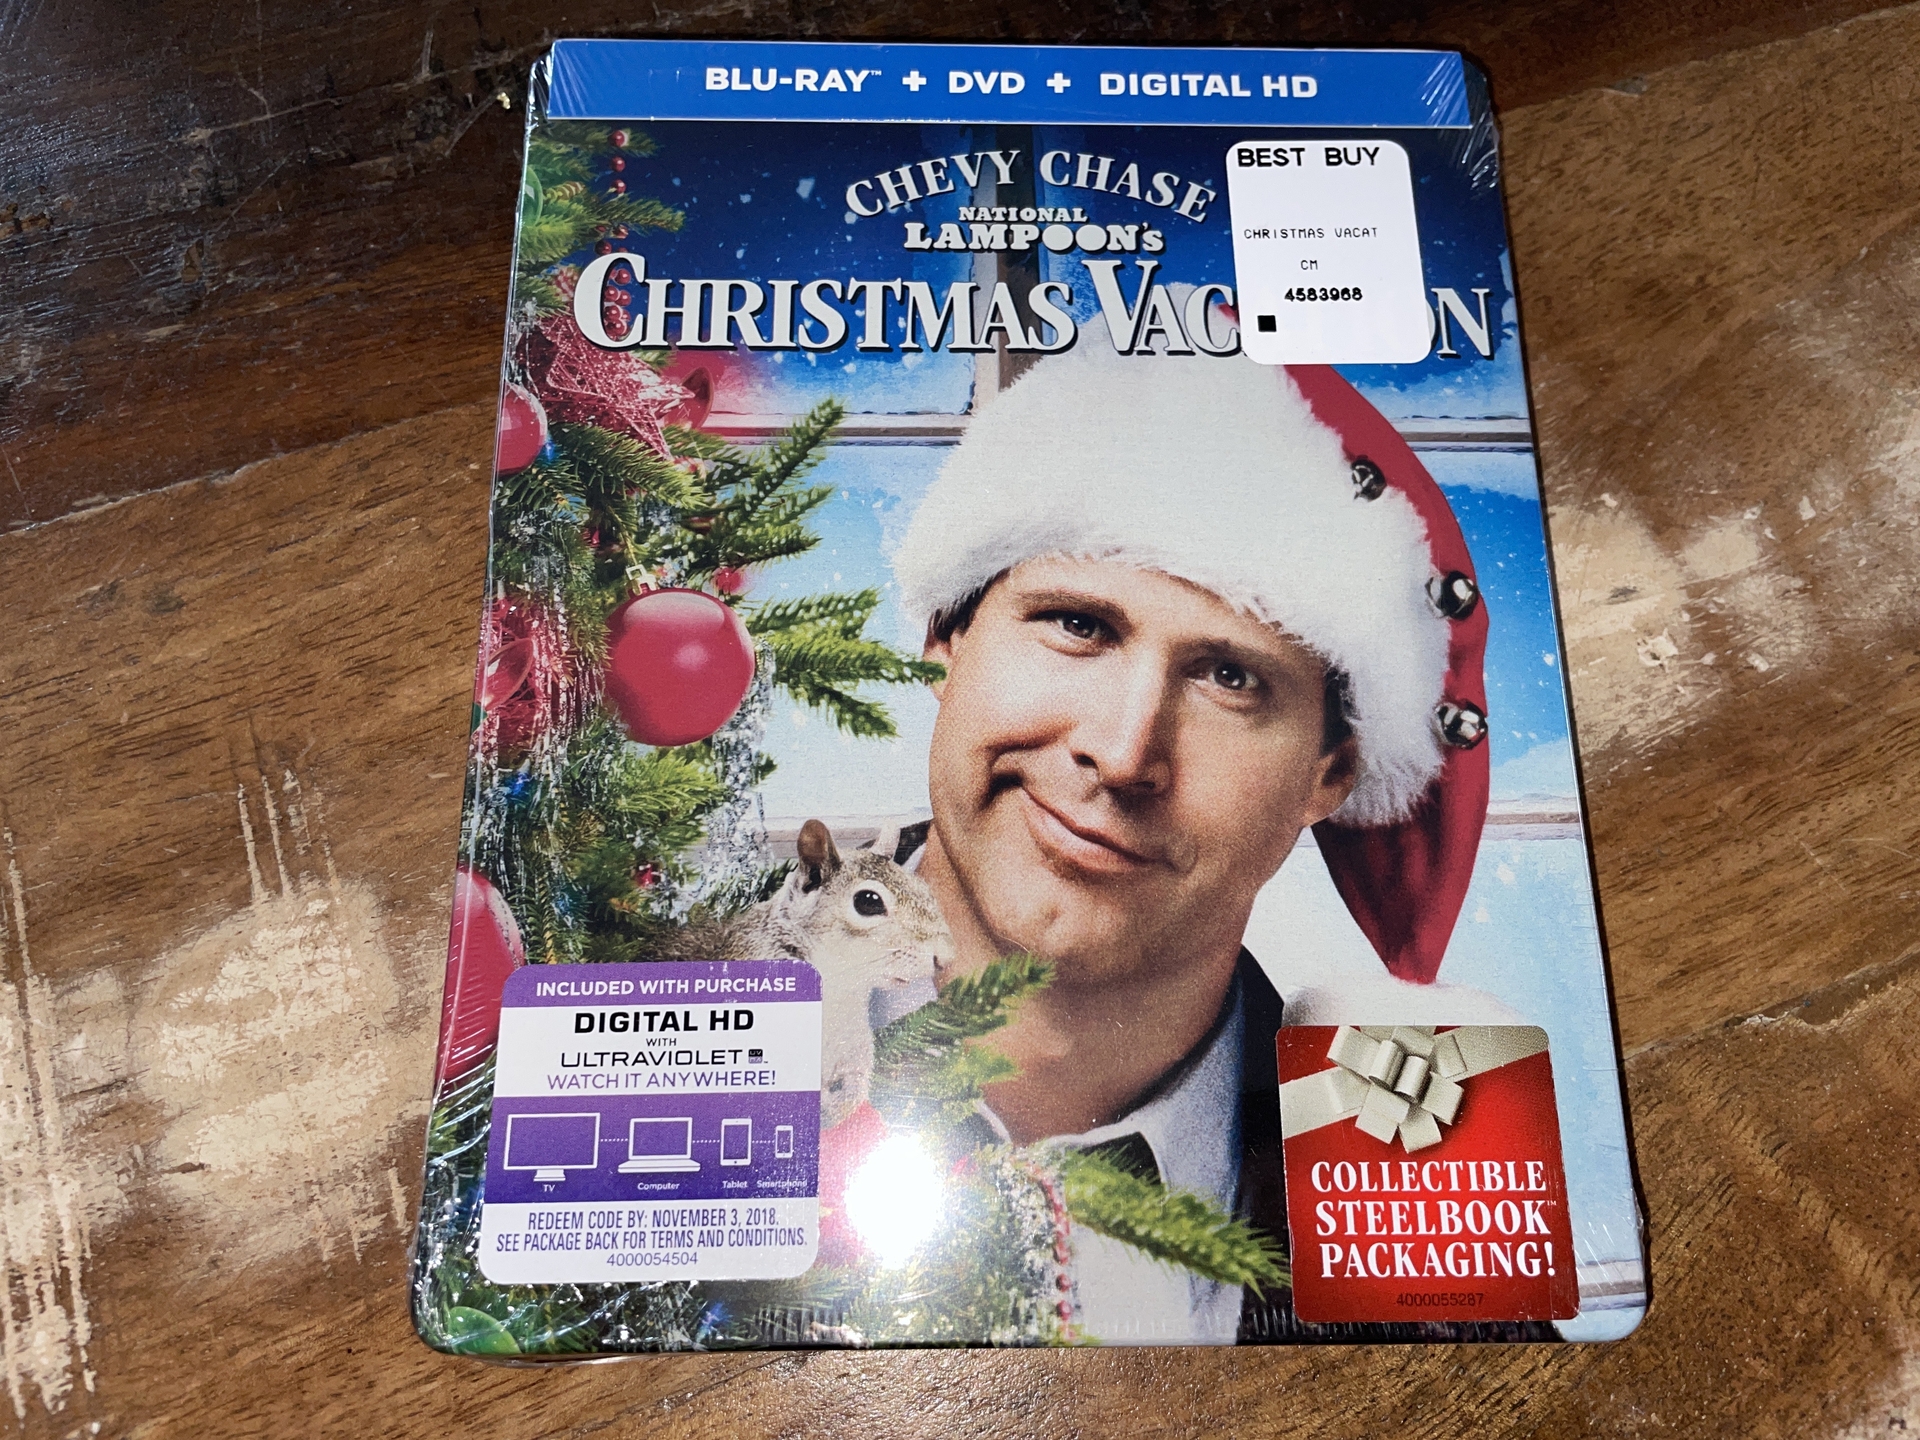 BLU-RAY™ + DVD + DIGITAL HD
CHEVY CHASE
NATIONAL
LAMPOON'S
CHRISTMAS VAC ON
BEST BUY
CHRISTMAS VACAT
CM
4583968
INCLUDED WITH PURCHASE
DIGITAL HD
WITH
ULTRAVIOLET
WATCH IT ANYWHERE!
TV Computer Tablet Smartphone
REDEEM CODE BY: NOVEMBER 3, 2018.
SEE PACKAGE BACK FOR TERMS AND CONDITIONS.
4000054504
COLLECTIBLE
STEELBOOK™
PACKAGING!
4000055287